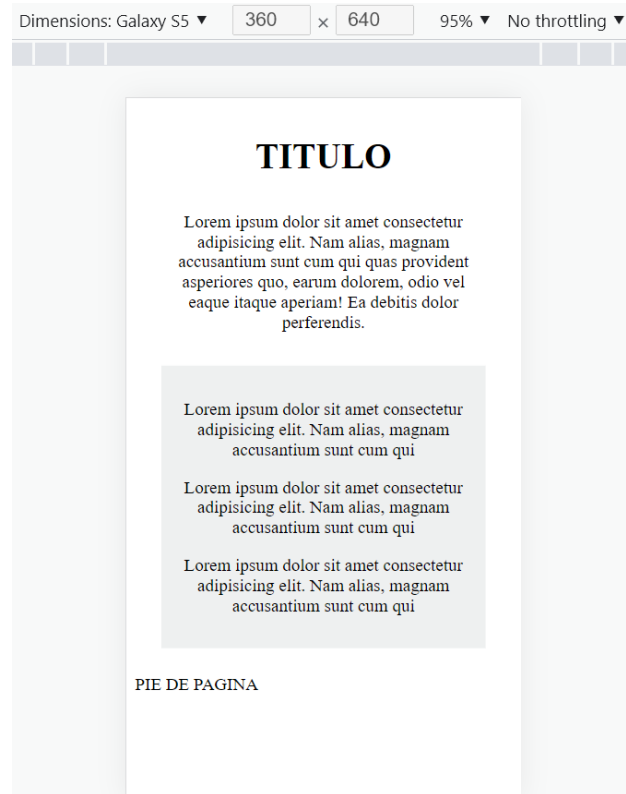 Dimensions: Galaxy S5 ▼ 360 × 640 95% ▼ No throttling ▼
TITULO
Lorem ipsum dolor sit amet consectetur
adipisicing elit. Nam alias, magnam
accusantium sunt cum qui quas provident
asperiores quo, earum dolorem, odio vel
eaque itaque aperiam! Ea debitis dolor
perferendis.
Lorem ipsum dolor sit amet consectetur
adipisicing elit. Nam alias, magnam
accusantium sunt cum qui
Lorem ipsum dolor sit amet consectetur
adipisicing elit. Nam alias, magnam
accusantium sunt cum qui
Lorem ipsum dolor sit amet consectetur
adipisicing elit. Nam alias, magnam
accusantium sunt cum qui
PIE DE PAGINA